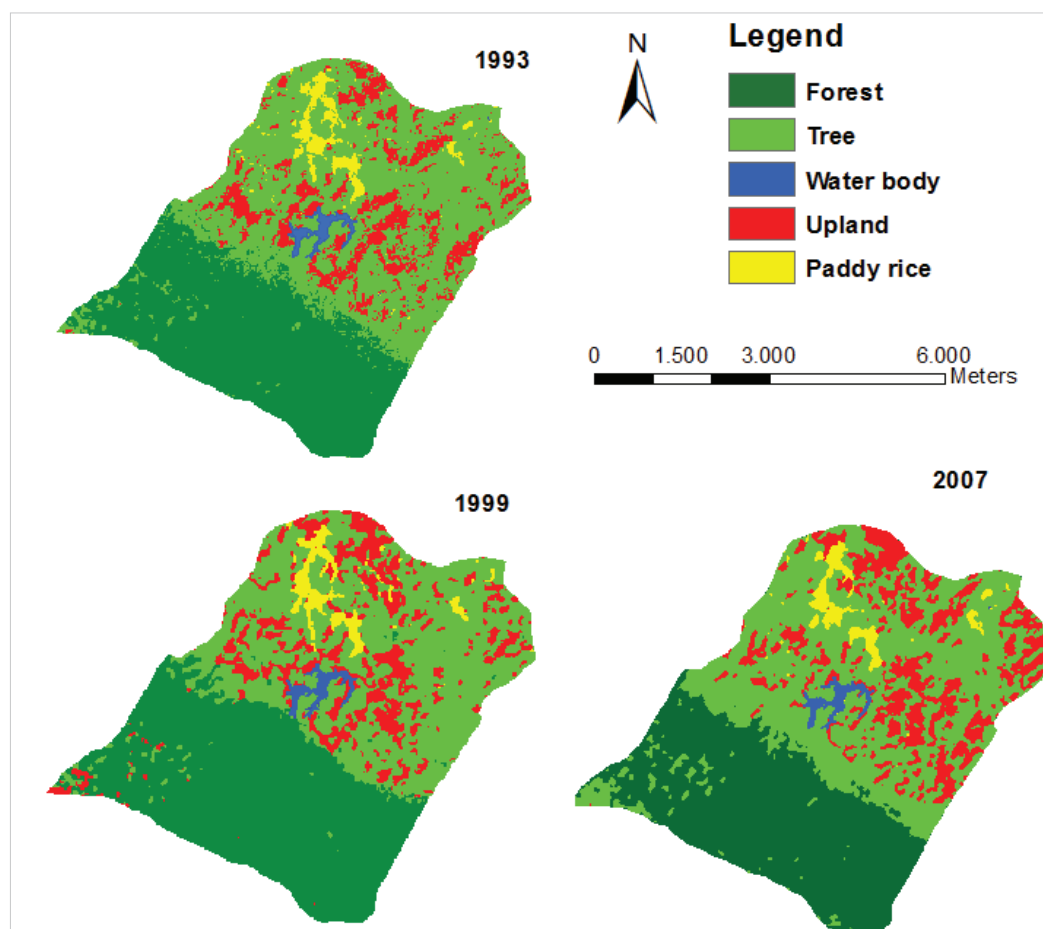 1993
N
Legend
Forest
Tree
Water body
Upland
Paddy rice
0 1.500 3.000 6.000
Meters
1999
2007